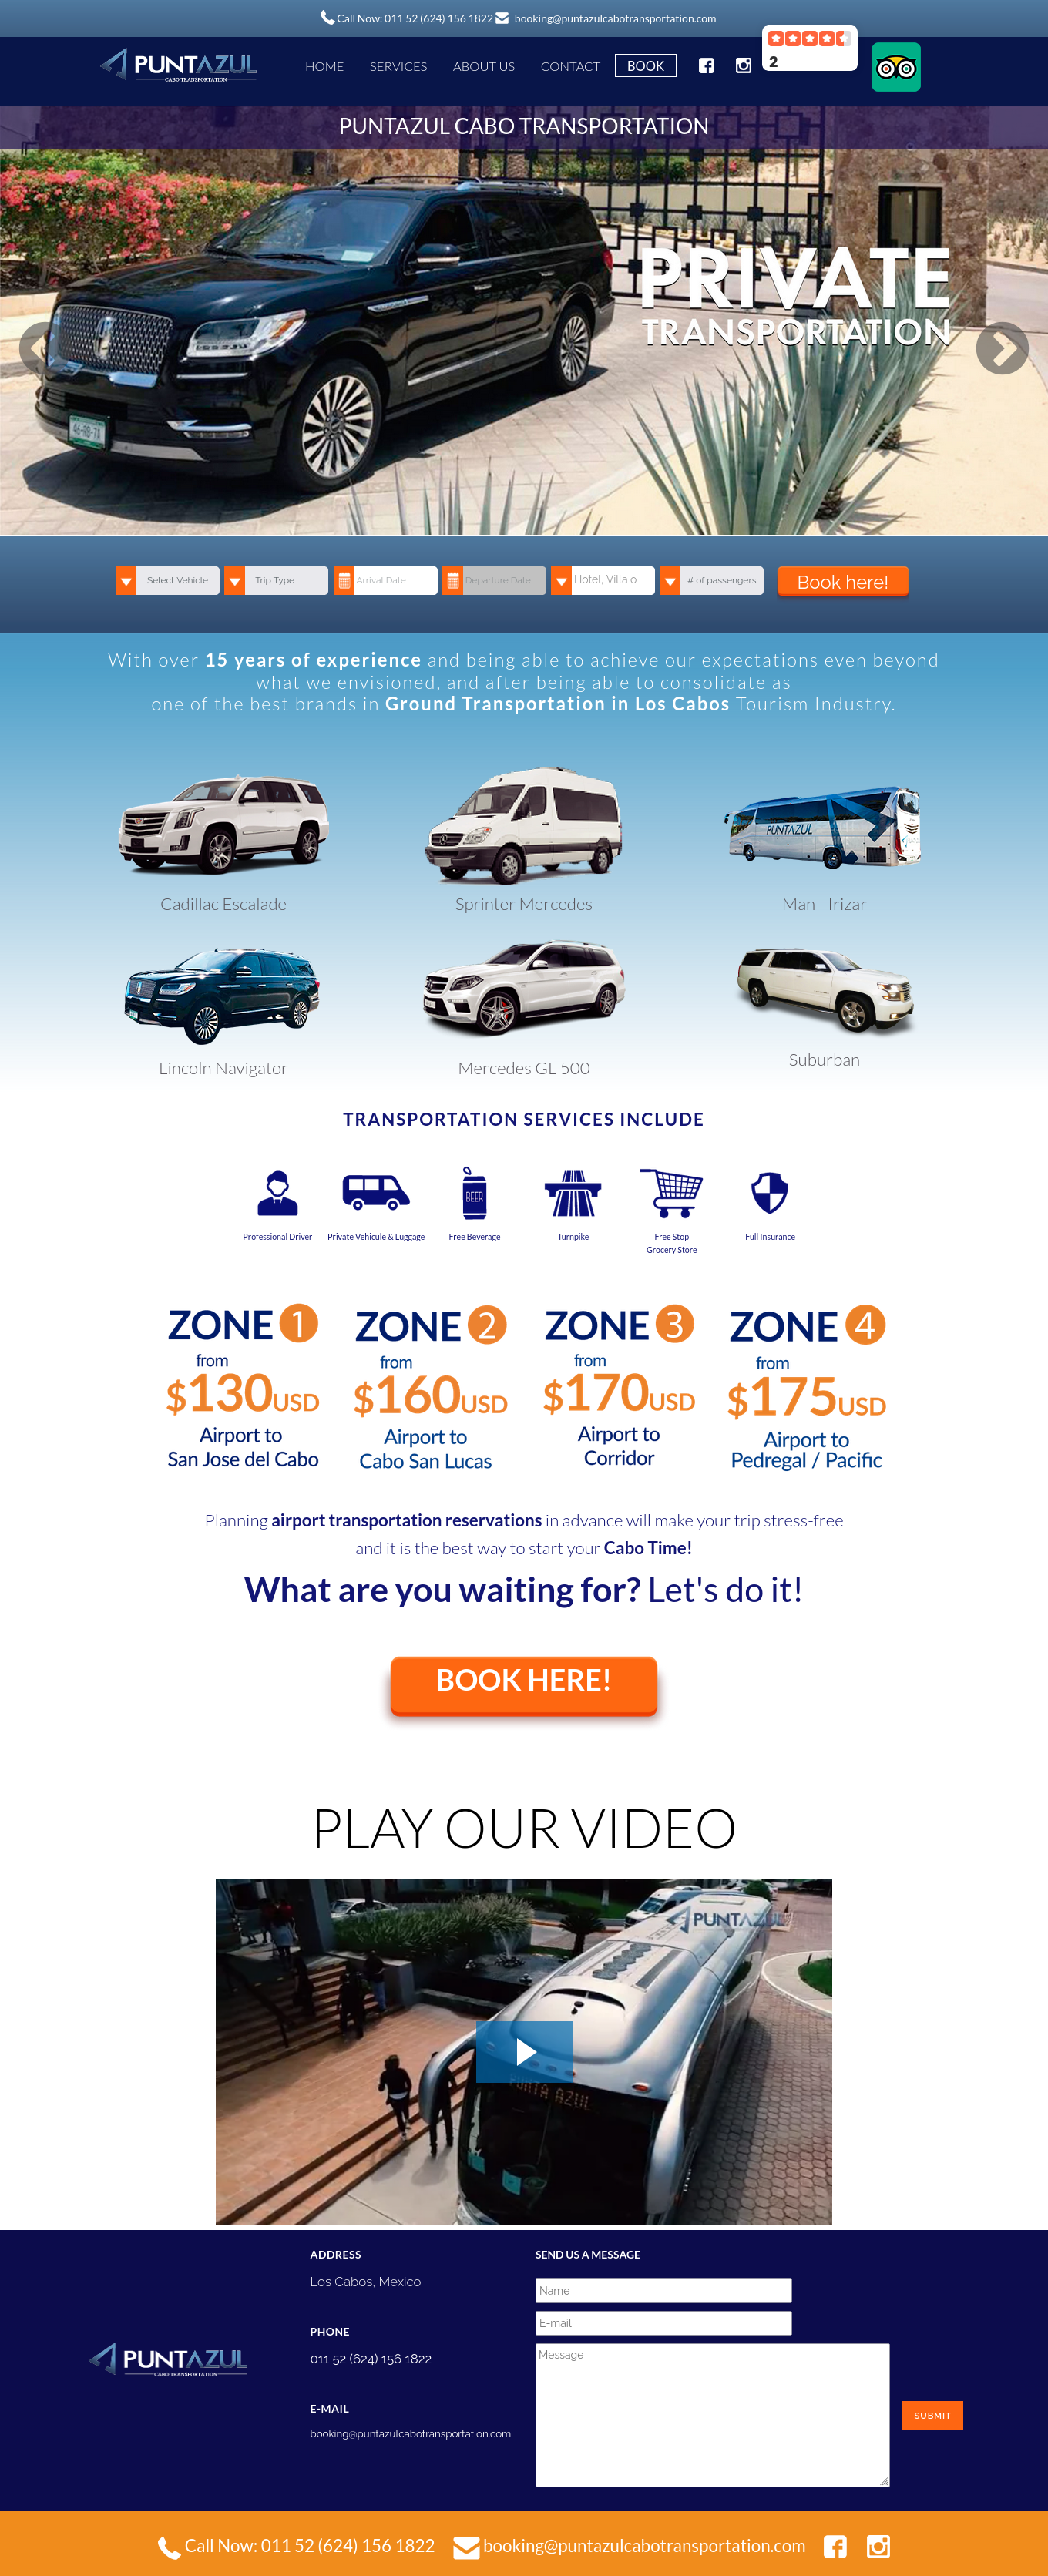 Call Now: 011 52 (624) 156 1822 booking@puntazulcabotransportation.com
PUNTAZUL
CABO TRANSPORTATION
HOME SERVICES ABOUT US CONTACT BOOK
2
PUNTAZUL CABO TRANSPORTATION
PRIVATE
TRANSPORTATION
Select Vehicle Trip Type Arrival Date Departure Date Hotel, Villa o # of passengers Book here!
With over 15 years of experience and being able to achieve our expectations even beyond
what we envisioned, and after being able to consolidate as
one of the best brands in Ground Transportation in Los Cabos Tourism Industry.
PUNTAZUL
Cadillac Escalade Sprinter Mercedes Man - Irizar
Lincoln Navigator Mercedes GL 500 Suburban
TRANSPORTATION SERVICES INCLUDE
BEER
Professional Driver Private Vehicule & Luggage Free Beverage Turnpike Free Stop Full Insurance
Grocery Store
ZONE 1 ZONE 2 ZONE 3 ZONE 4
from from from from
$130USD $160USD $170USD $175USD
Airport to Airport to Airport to Airport to
San Jose del Cabo Cabo San Lucas Corridor Pedregal / Pacific
Planning airport transportation reservations in advance will make your trip stress-free
and it is the best way to start your Cabo Time!
What are you waiting for? Let's do it!
BOOK HERE!
PLAY OUR VIDEO
PUNTAZUL
PUNTA AZUL
ADDRESS
Los Cabos, Mexico
PHONE
011 52 (624) 156 1822
E-MAIL
booking@puntazulcabotransportation.com
PUNTAZUL
CABO TRANSPORTATION
SEND US A MESSAGE
Name
E-mail
Message
SUBMIT
Call Now: 011 52 (624) 156 1822 booking@puntazulcabotransportation.com